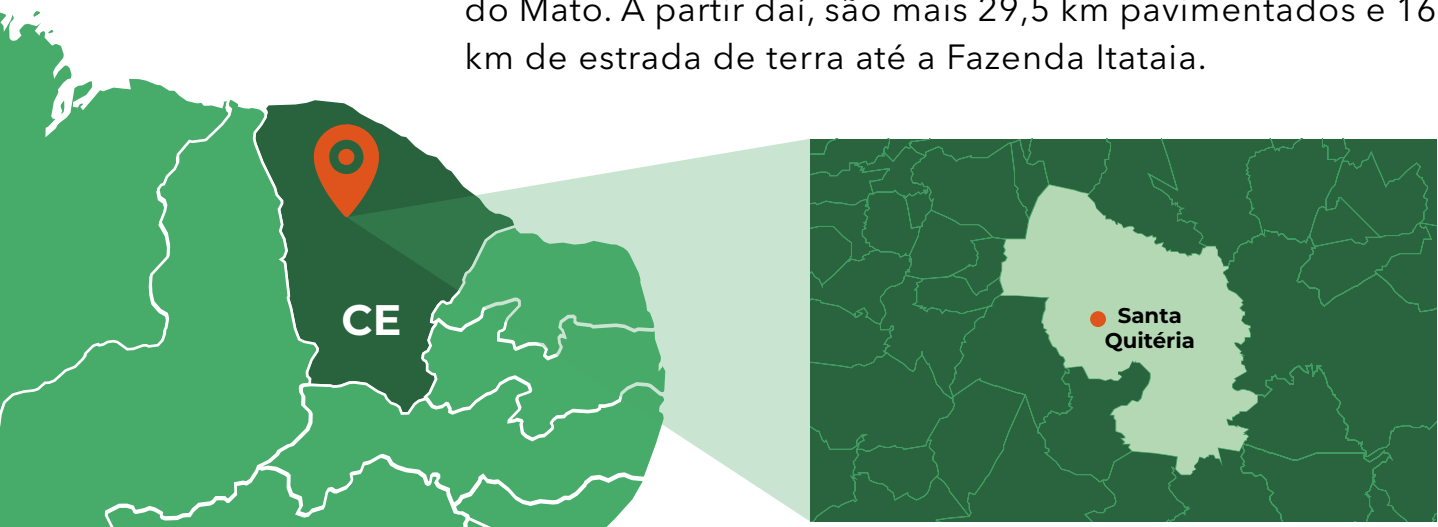 do Mato. A partir daí, são mais 29,5 km pavimentados e 16
km de estrada de terra até a Fazenda Itataia.
CE
Santa
Quitéria